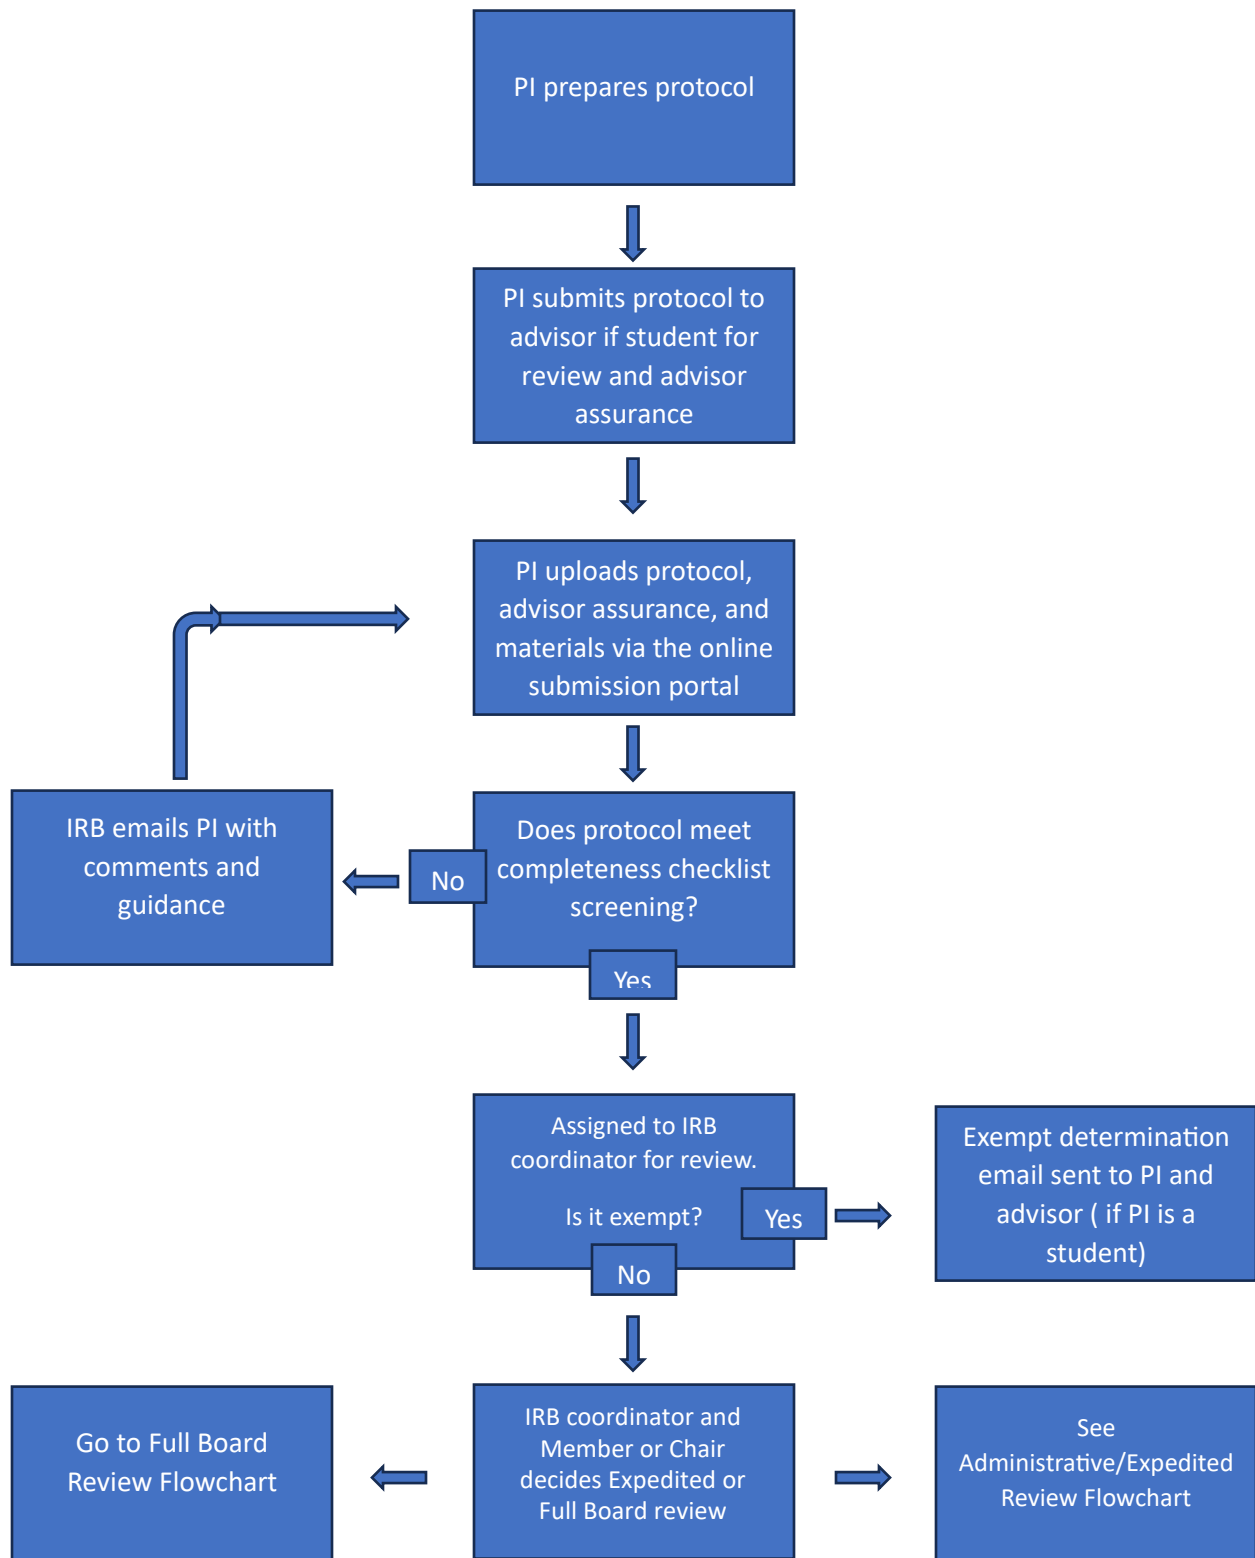 PI prepares protocol
PI submits protocol to
advisor if student for
review and advisor
assurance
PI uploads protocol,
advisor assurance, and
materials via the online
submission portal
IRB emails PI with
comments and
guidance
No
Does protocol meet
completeness checklist
screening?
Yes
Assigned to IRB
coordinator for review.
Is it exempt?
Yes
No
Exempt determination
email sent to PI and
advisor ( if PI is a
student)
Go to Full Board
Review Flowchart
IRB coordinator and
Member or Chair
decides Expedited or
Full Board review
See
Administrative/Expedited
Review Flowchart